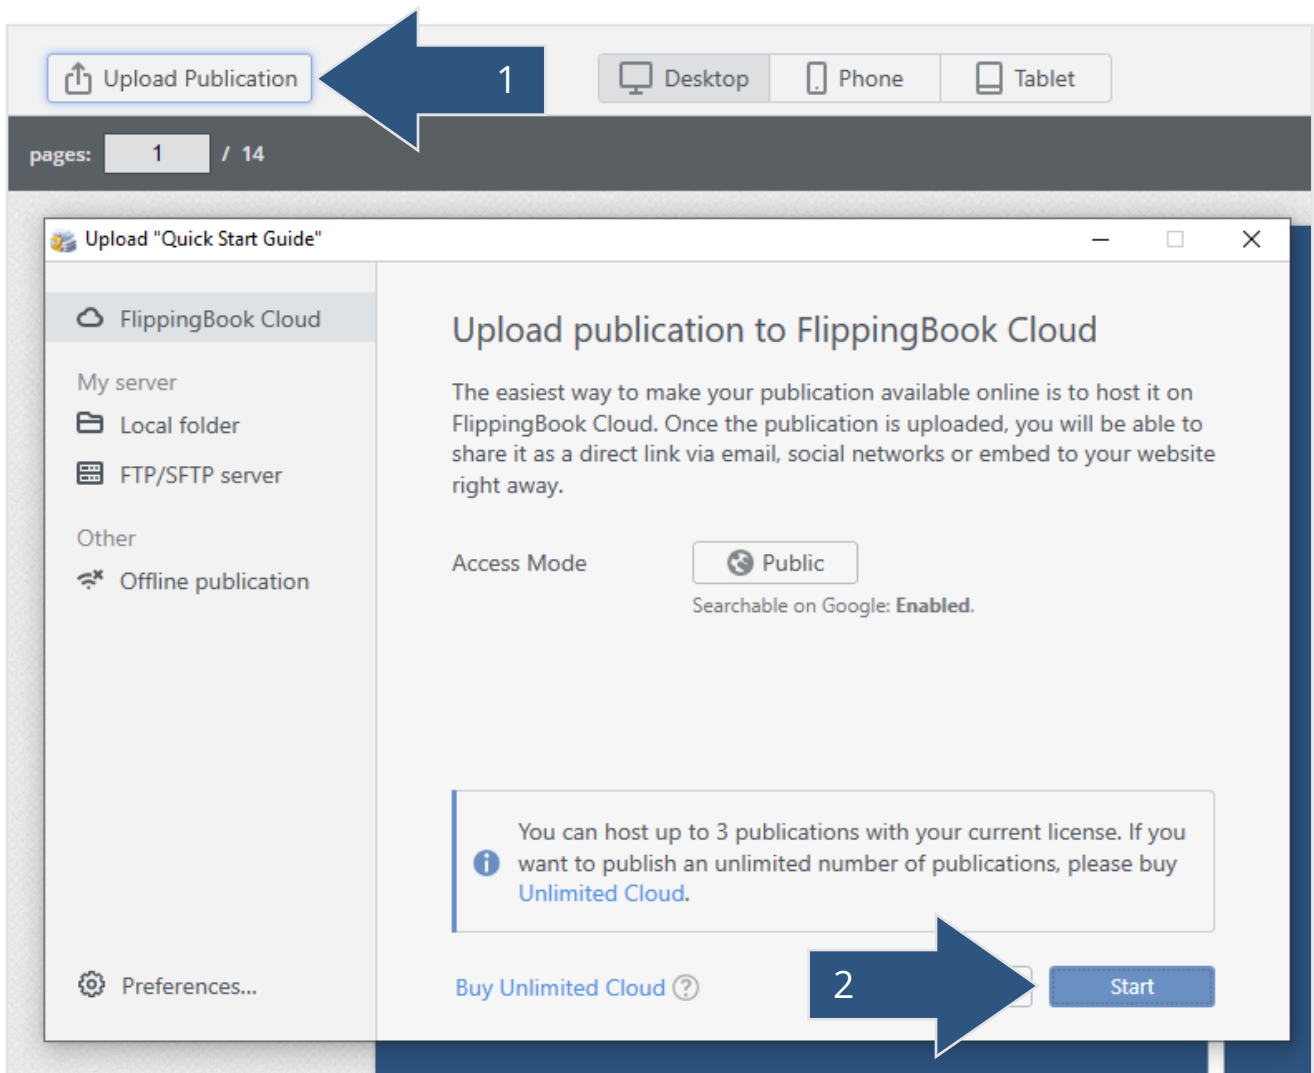 Upload Publication
1
Desktop
Phone
Tablet
pages:
1
/ 14
Upload "Quick Start Guide"
FlippingBook Cloud
My server
Local folder
FTP/SFTP server
Other
Offline publication
Preferences...
Upload publication to FlippingBook Cloud
The easiest way to make your publication available online is to host it on
FlippingBook Cloud. Once the publication is uploaded, you will be able to
share it as a direct link via email, social networks or embed to your website
right away.
Access Mode
Public
Searchable on Google: Enabled.
You can host up to 3 publications with your current license. If you
want to publish an unlimited number of publications, please buy
Unlimited Cloud.
Buy Unlimited Cloud ?
2
Start